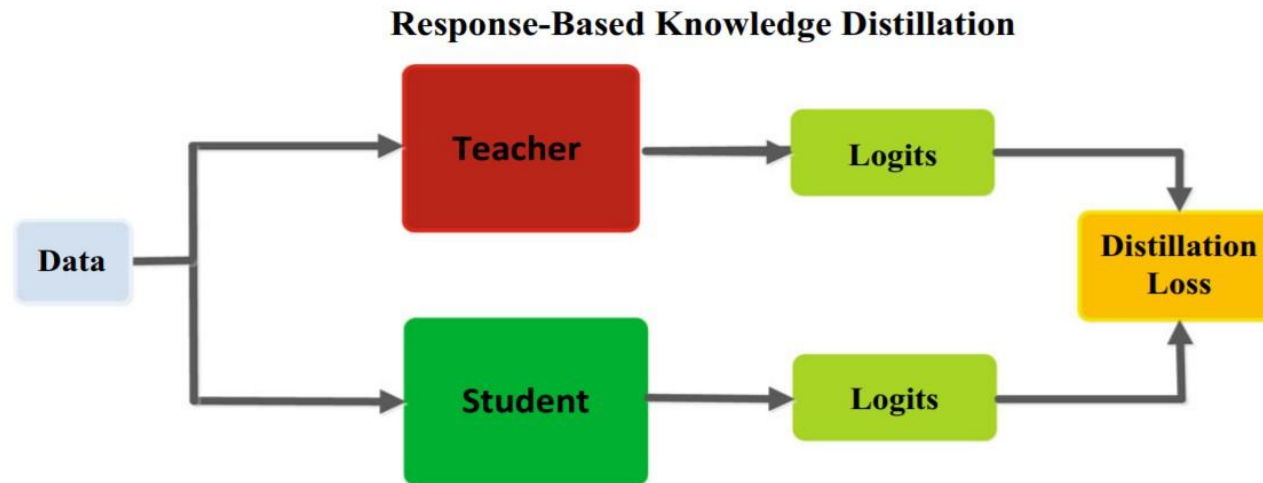 Response-Based Knowledge Distillation
Teacher
Logits
Data
Distillation
Loss
Student
Logits